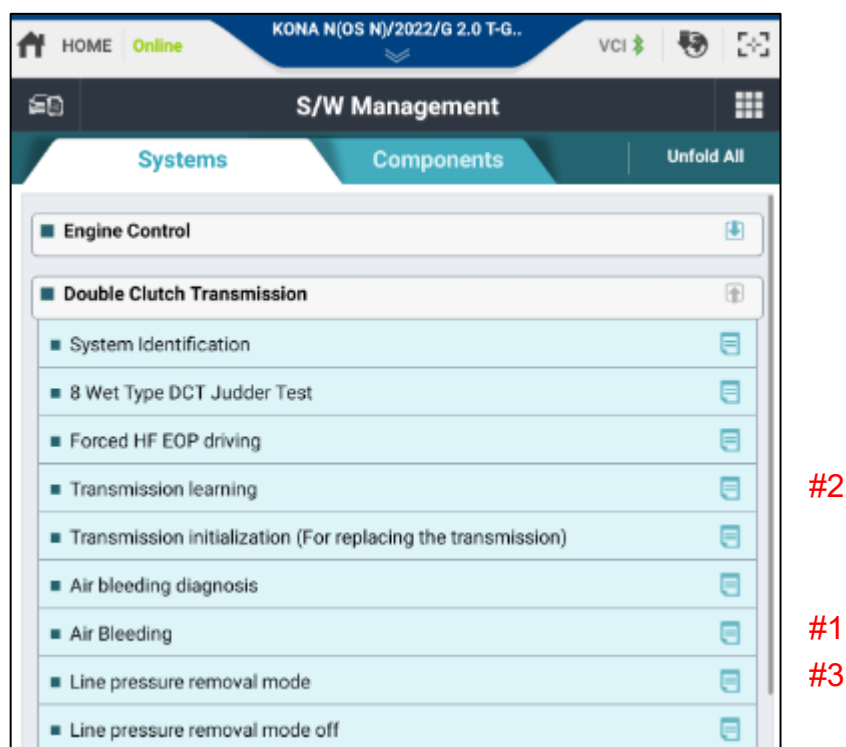 HOME Online KONA N(OS N)/2022/G 2.0 T-G.. VCI
S/W Management
Systems Components Unfold All
Engine Control
Double Clutch Transmission
System Identification
8 Wet Type DCT Judder Test
Forced HF EOP driving
Transmission learning #2
Transmission initialization (For replacing the transmission)
Air bleeding diagnosis
Air Bleeding #1
Line pressure removal mode #3
Line pressure removal mode off